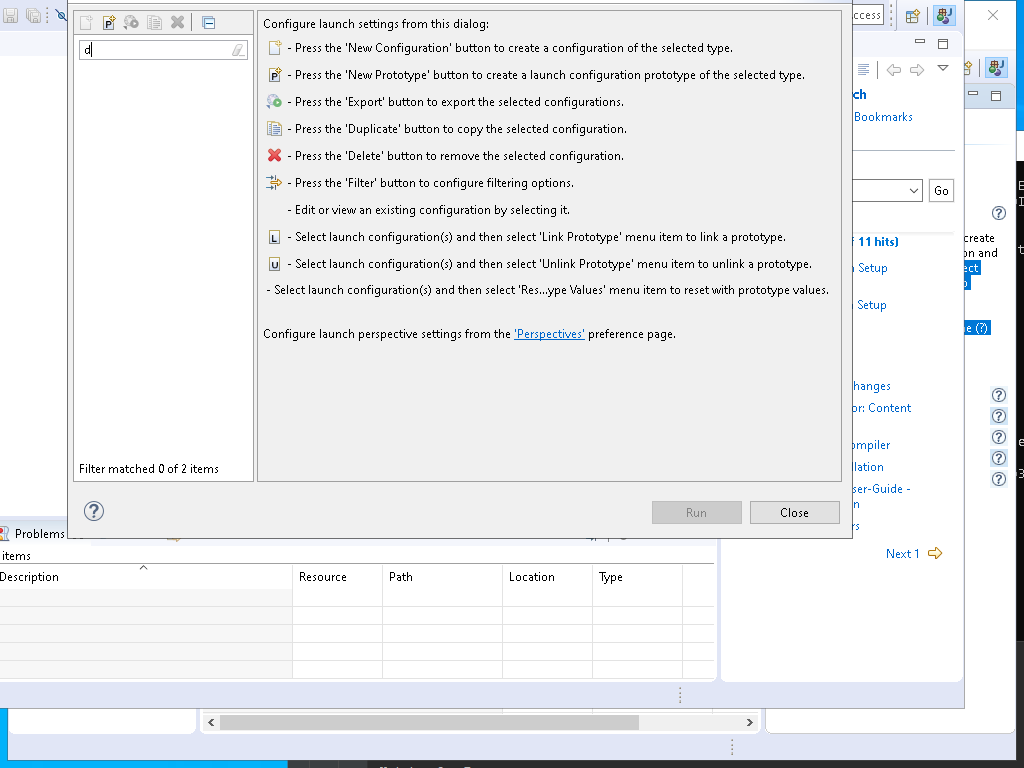 d
Filter matched 0 of 2 items
Configure launch settings from this dialog:
- Press the 'New Configuration' button to create a configuration of the selected type.
- Press the 'New Prototype' button to create a launch configuration prototype of the selected type.
- Press the 'Export' button to export the selected configurations.
- Press the 'Duplicate' button to copy the selected configuration.
- Press the 'Delete' button to remove the selected configuration.
- Press the 'Filter' button to configure filtering options.
- Edit or view an existing configuration by selecting it.
- Select launch configuration(s) and then select 'Link Prototype' menu item to link a prototype.
- Select launch configuration(s) and then select 'Unlink Prototype' menu item to unlink a prototype.
- Select launch configuration(s) and then select 'Res...ype Values' menu item to reset with prototype values.
Configure launch perspective settings from the 'Perspectives' preference page.
Run
Close
Problems
items
Description
Resource
Path
Location
Type
ccess
rch
Bookmarks
Go
11 hits)
Setup
Setup
hanges
or: Content
ompiler
llation
ser-Guide -
n
rs
Next 1
create
on and
ect
e (?)